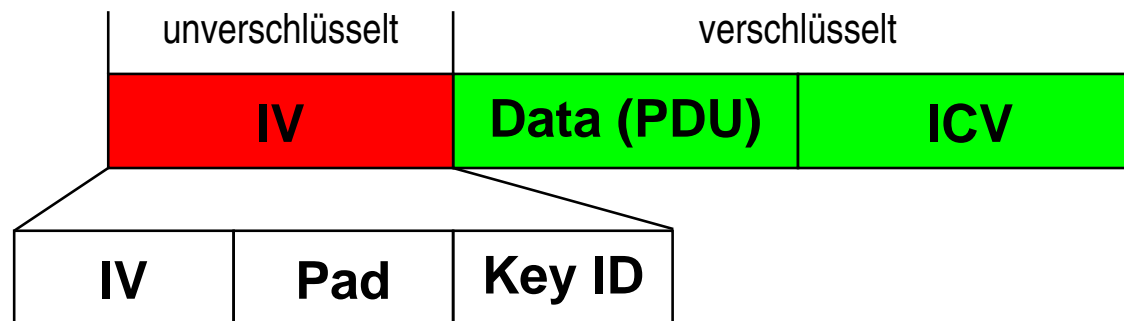 unverschlüsselt verschlüsselt
IV Data (PDU) ICV
IV Pad Key ID